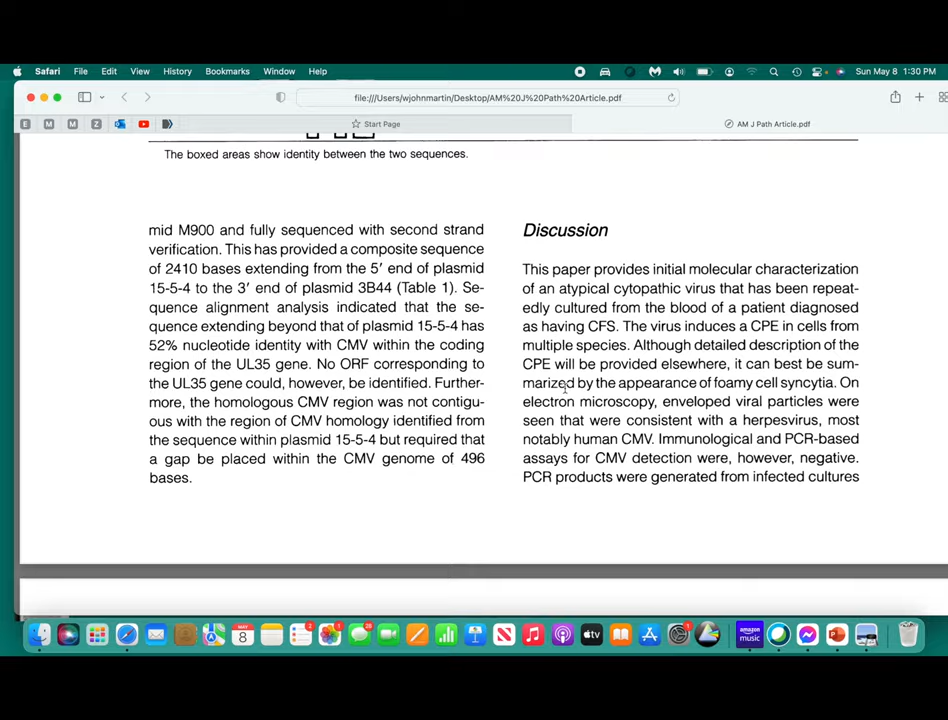 Safari File Edit View History Bookmarks Window Help Sun May 8 1:30 PM
file:///Users/wjohnmartin/Desktop/AM%20J%20Path%20Article.pdf
E M M Z Start Page AM J Path Article.pdf
The boxed areas show identity between the two sequences.
mid M900 and fully sequenced with second strand
verification. This has provided a composite sequence
of 2410 bases extending from the 5′ end of plasmid
15-5-4 to the 3′ end of plasmid 3B44 (Table 1). Se-
quence alignment analysis indicated that the se-
quence extending beyond that of plasmid 15-5-4 has
52% nucleotide identity with CMV within the coding
region of the UL35 gene. No ORF corresponding to
the UL35 gene could, however, be identified. Further-
more, the homologous CMV region was not contigu-
ous with the region of CMV homology identified from
the sequence within plasmid 15-5-4 but required that
a gap be placed within the CMV genome of 496
bases.
Discussion
This paper provides initial molecular characterization
of an atypical cytopathic virus that has been repeat-
edly cultured from the blood of a patient diagnosed
as having CFS. The virus induces a CPE in cells from
multiple species. Although detailed description of the
CPE will be provided elsewhere, it can best be sum-
marized by the appearance of foamy cell syncytia. On
electron microscopy, enveloped viral particles were
seen that were consistent with a herpesvirus, most
notably human CMV. Immunological and PCR-based
assays for CMV detection were, however, negative.
PCR products were generated from infected cultures
MAY
8
tv
amazon
music